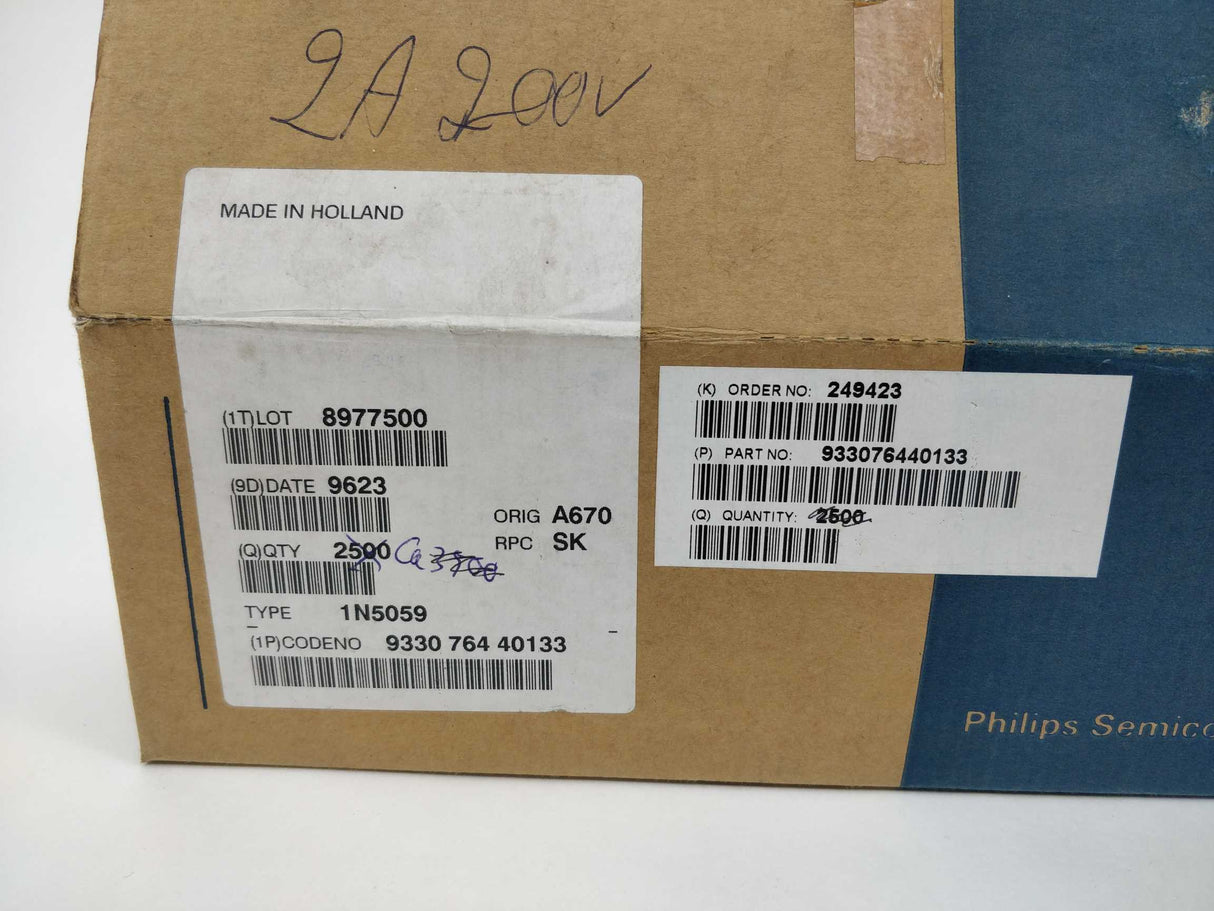 2A 200V
MADE IN HOLLAND
(1T)LOT 8977500
(9D)DATE 9623
ORIG A670
(Q)QTY 2500 Ca
RPC SK
TYPE 1N5059
(1P)CODENO 9330 764 40133
(K) ORDER NO: 249423
(P) PART NO: 933076440133
(Q) QUANTITY: 2500
Philips Semico